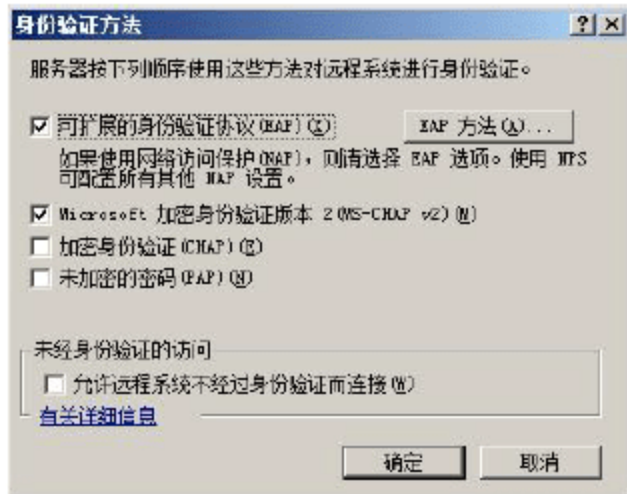 身份验证方法
服务器按下列顺序使用这些方法对远程系统进行身份验证。
可扩展的身份验证协议(EAP)(X)
EAP 方法(A)...
如果使用网络访问保护(NAP)，则请选择 EAP 选项。使用 NPS
可配置所有其他 NAP 设置。
Microsoft 加密身份验证版本 2(MS-CHAP v2)(M)
加密身份验证(CHAP)(E)
未加密的密码(PAP)(N)
未经身份验证的访问
允许远程系统不经过身份验证而连接(W)
有关详细信息
确定
取消